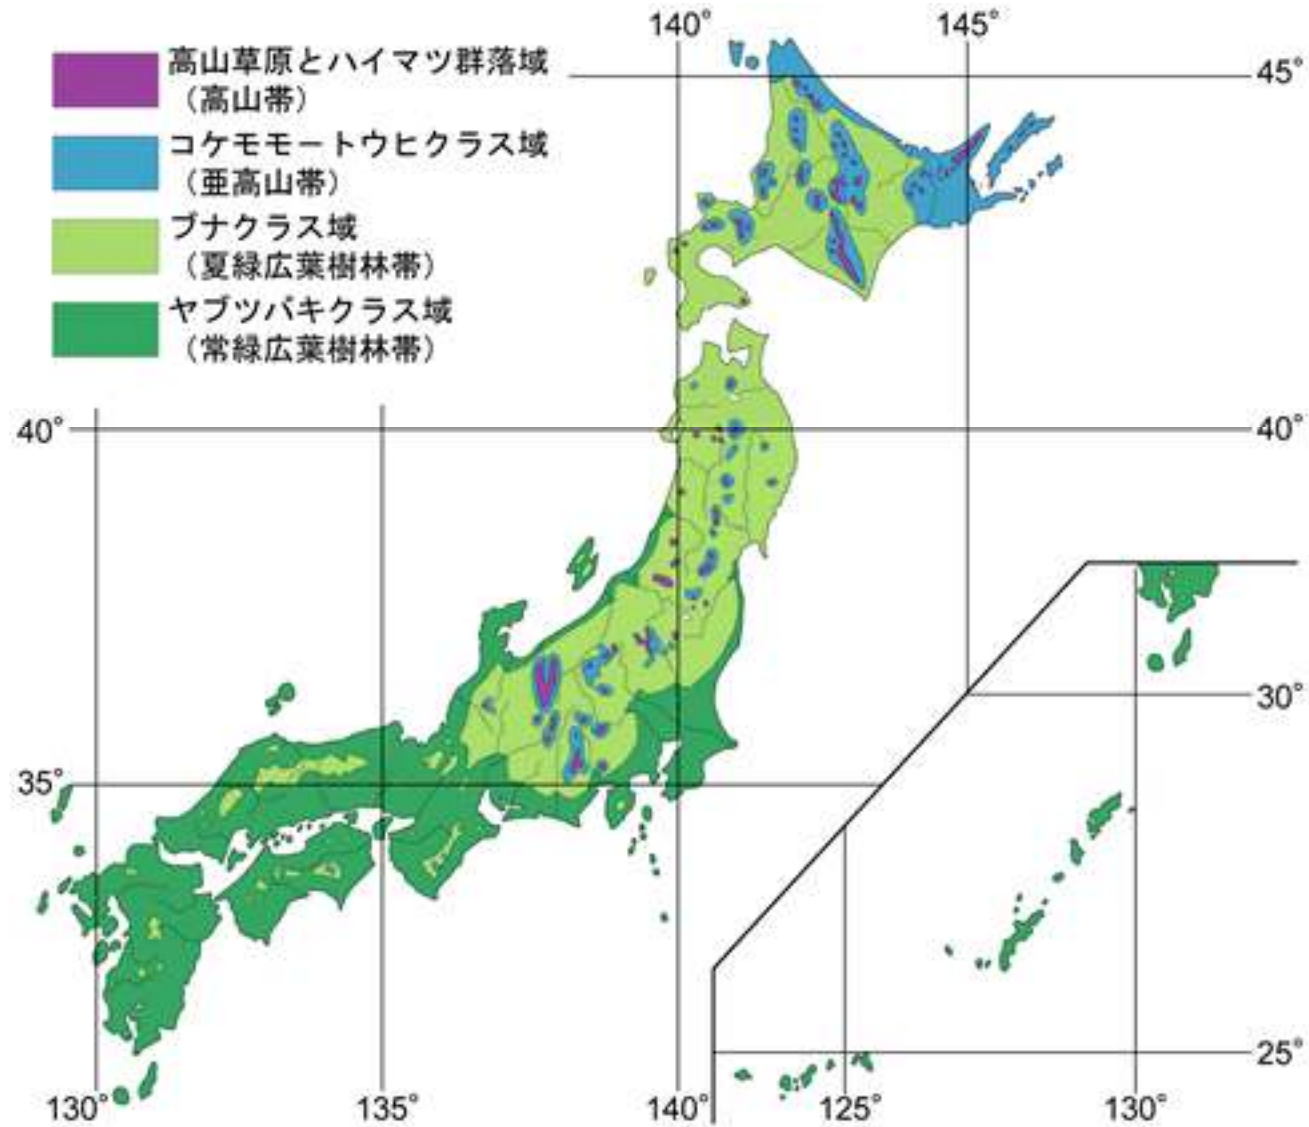 140°
145°
高山草原とハイマツ群落域
（高山帯）
45°
コケモモートウヒクラス域
（亜高山帯）
ブナクラス域
（夏緑広葉樹林帯）
ヤブツバキクラス域
（常緑広葉樹林帯）
40°
40°
30°
35°
25°
130°
135°
140°
125°
130°